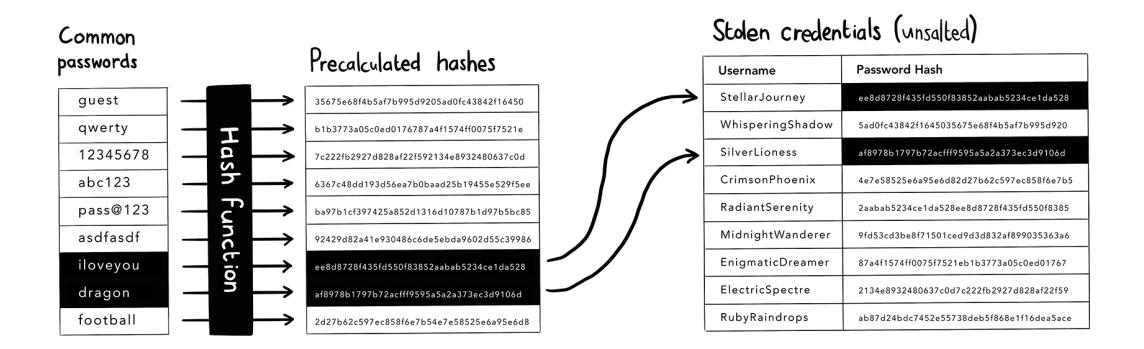 Common
passwords
guest
qwerty
12345678
abc123
pass@123
asdfasdf
iloveyou
dragon
football
Hash function
Precalculated hashes
35675e68f4b5af7b995d9205ad0fc43842f16450
b1b3773a05c0ed0176787a4f1574ff0075f7521e
7c222fb2927d828af22f592134e8932480637c0d
6367c48dd193d56ea7b0baad25b19455e529f5ee
ba97b1cf397425a852d1316d10787b1d97b5bc85
92429d82a41e930486c6de5ebda9602d55c39986
ee8d8728f435fd550f83852aabab5234ce1da528
af8978b1797b72acfff9595a5a2a373ec3d9106d
2d27b62c597ec858f6e7b54e7e58525e6a95e6d8
Stolen credentials (unsalted)
Username Password Hash
StellarJourney ee8d8728f435fd550f83852aabab5234ce1da528
WhisperingShadow 5ad0fc43842f1645035675e68f4b5af7b995d920
SilverLioness af8978b1797b72acfff9595a5a2a373ec3d9106d
CrimsonPhoenix 4e7e58525e6a95e6d82d27b62c597ec858f6e7b5
RadiantSerenity 2aabab5234ce1da528ee8d8728f435fd550f8385
MidnightWanderer 9fd53cd3be8f71501ced9d3d832af899035363a6
EnigmaticDreamer 87a4f1574ff0075f7521eb1b3773a05c0ed01767
ElectricSpectre 2134e8932480637c0d7c222fb2927d828af22f59
RubyRaindrops ab87d24bdc7452e55738deb5f868e1f16dea5ace